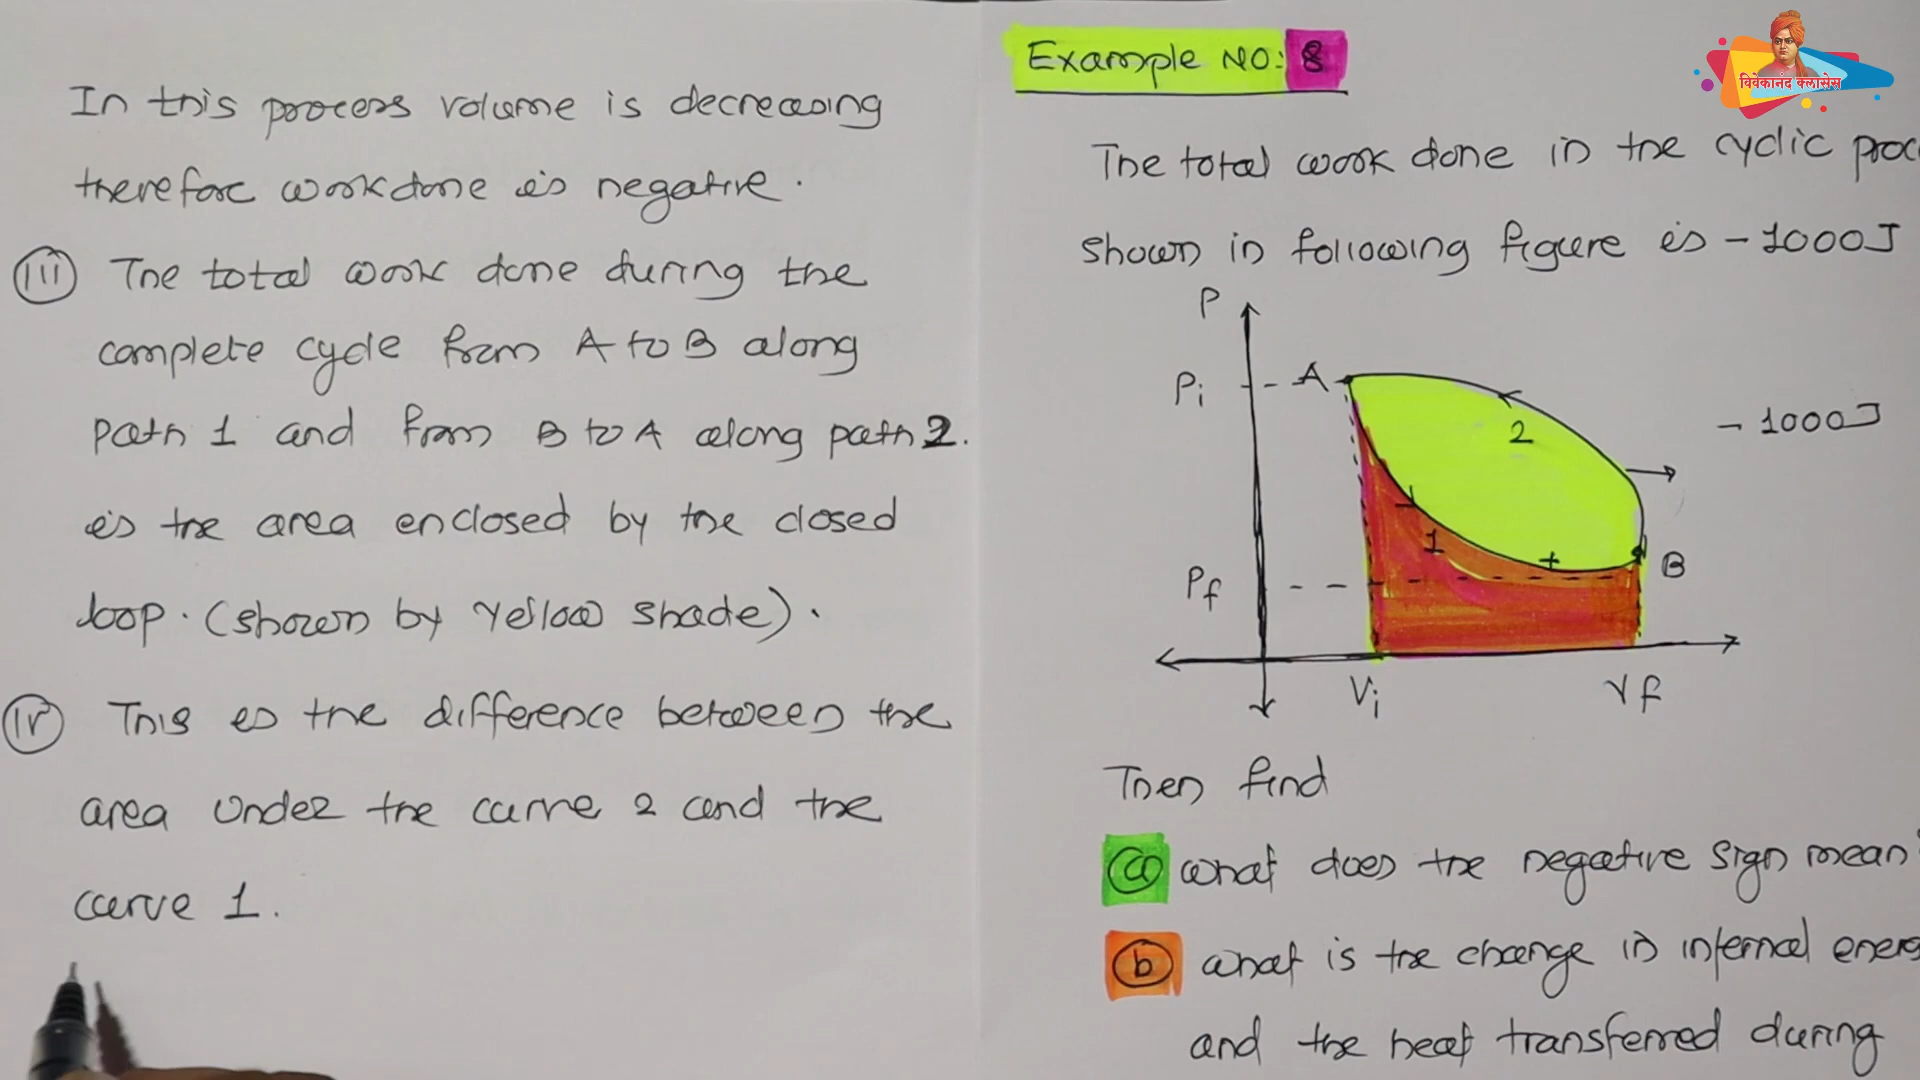 In this process volume is decreasing
therefore workdone is negative.
(iii) The total work done during the
complete cycle from A to B along
path 1 and from B to A along path 2.
is the area enclosed by the closed
loop. (shown by Yellow shade).
(iv) This is the difference between the
area under the curve 2 and the
curve 1.
Example NO: 8
विवेकानंद क्लासेस
The total work done in the cyclic proc
shown in following figure is - 1000J
P
Pi
A
2
- 1000J
1
+
B
Pf
Vi
Vf
Then find
(a) what does the negative sign mean
(b) what is the change in internal energ
and the heat transferred during